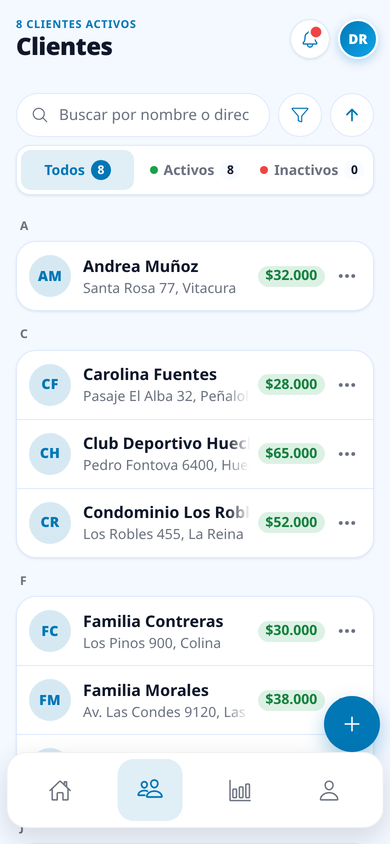 8 CLIENTES ACTIVOS
Clientes
DR
Buscar por nombre o direc
Todos 8
Activos 8
Inactivos 0
A
AM
Andrea Muñoz
Santa Rosa 77, Vitacura
$32.000
C
CF
Carolina Fuentes
Pasaje El Alba 32, Peñalol
$28.000
CH
Club Deportivo Huec
Pedro Fontova 6400, Hue
$65.000
CR
Condominio Los Robl
Los Robles 455, La Reina
$52.000
F
FC
Familia Contreras
Los Pinos 900, Colina
$30.000
FM
Familia Morales
Av. Las Condes 9120, Las
$38.000
J